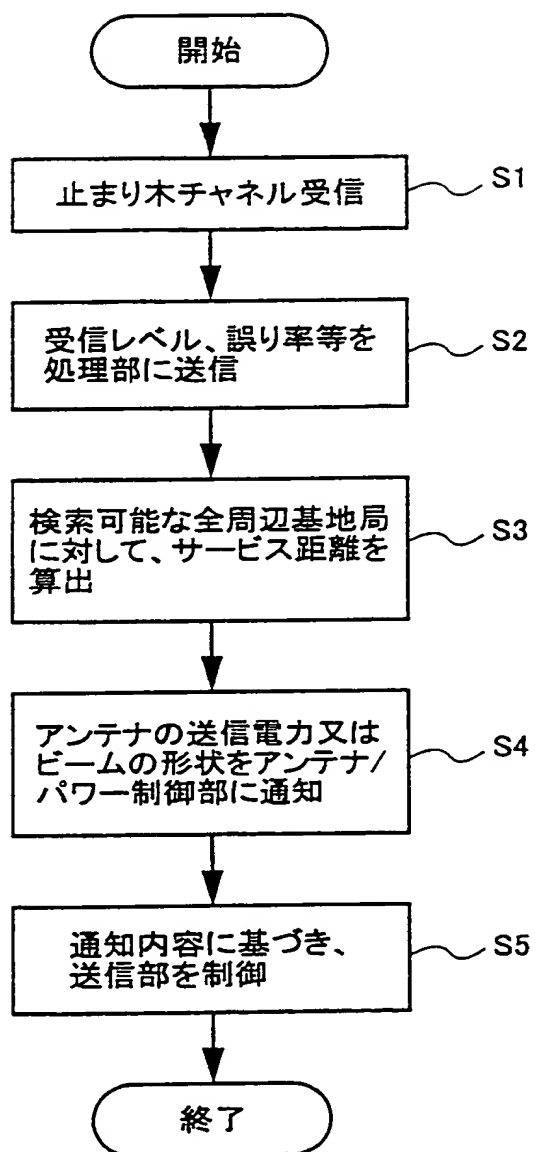 開始
止まり木チャネル受信
S1
受信レベル、誤り率等を
処理部に送信
S2
検索可能な全周辺基地局
に対して、サービス距離を
算出
S3
アンテナの送信電力又は
ビームの形状をアンテナ/
パワー制御部に通知
S4
通知内容に基づき、
送信部を制御
S5
終了